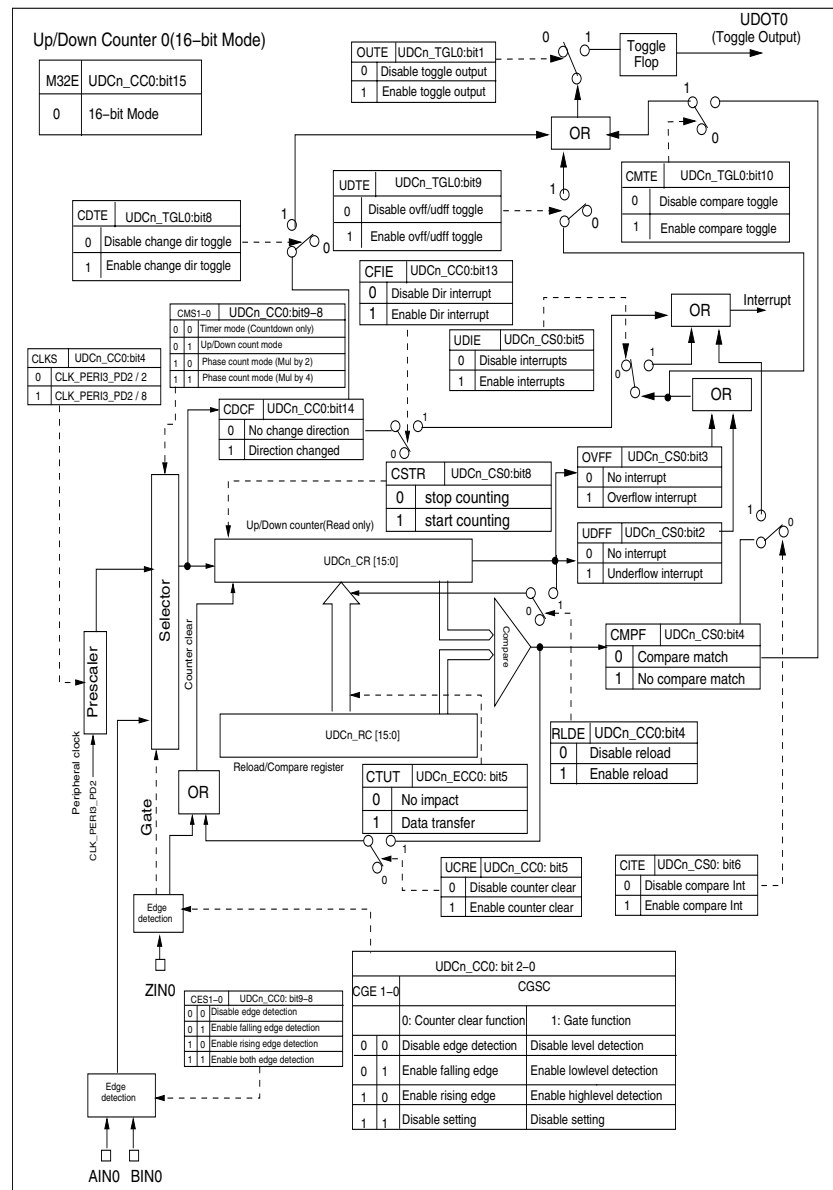 Up/Down Counter 0(16-bit Mode)
M32E UDCn_CC0:bit15
0 16-bit Mode
OUTE UDCn_TGL0:bit1
0 Disable toggle output
1 Enable toggle output
0
1
Toggle
Flop
UDOT0
(Toggle Output)
OR
1
0
CMTE UDCn_TGL0:bit10
0 Disable compare toggle
1 Enable compare toggle
UDTE UDCn_TGL0:bit9
0 Disable ovff/udff toggle
1 Enable ovff/udff toggle
1
0
CDTE UDCn_TGL0:bit8
0 Disable change dir toggle
1 Enable change dir toggle
1
0
CFIE UDCn_CC0:bit13
0 Disable Dir interrupt
1 Enable Dir interrupt
OR
Interrupt
CMS1-0 UDCn_CC0:bit9-8
0 0 Timer mode (Countdown only)
0 1 Up/Down count mode
1 0 Phase count mode (Mul by 2)
1 1 Phase count mode (Mul by 4)
UDIE UDCn_CS0:bit5
0 Disable interrupts
1 Enable interrupts
1
0
CLKS UDCn_CC0:bit4
0 CLK_PERI3_PD2 / 2
1 CLK_PERI3_PD2 / 8
OR
CDCF UDCn_CC0:bit14
0 No change direction
1 Direction changed
1
0
OVFF UDCn_CS0:bit3
0 No interrupt
1 Overflow interrupt
CSTR UDCn_CS0:bit8
0 stop counting
1 start counting
Up/Down counter(Read only)
UDCn_CR [15:0]
UDFF UDCn_CS0:bit2
0 No interrupt
1 Underflow interrupt
1
0
Selector
Counter clear
Prescaler
0
1
Compare
CMPF UDCn_CS0:bit4
0 Compare match
1 No compare match
UDCn_RC [15:0]
Reload/Compare register
RLDE UDCn_CC0:bit4
0 Disable reload
1 Enable reload
Peripheral clock
CLK_PERI3_PD2
Gate
OR
CTUT UDCn_ECC0: bit5
0 No impact
1 Data transfer
1
0
UCRE UDCn_CC0: bit5
0 Disable counter clear
1 Enable counter clear
CITE UDCn_CS0: bit6
0 Disable compare Int
1 Enable compare Int
Edge
detection
ZIN0
CES1-0 UDCn_CC0: bit9-8
0 0 Disable edge detection
0 1 Enable falling edge detection
1 0 Enable rising edge detection
1 1 Enable both edge detection
UDCn_CC0: bit 2-0
CGE 1-0 CGSC
0: Counter clear function 1: Gate function
0 0 Disable edge detection Disable level detection
0 1 Enable falling edge Enable lowlevel detection
1 0 Enable rising edge Enable highlevel detection
1 1 Disable setting Disable setting
Edge
detection
AIN0 BIN0